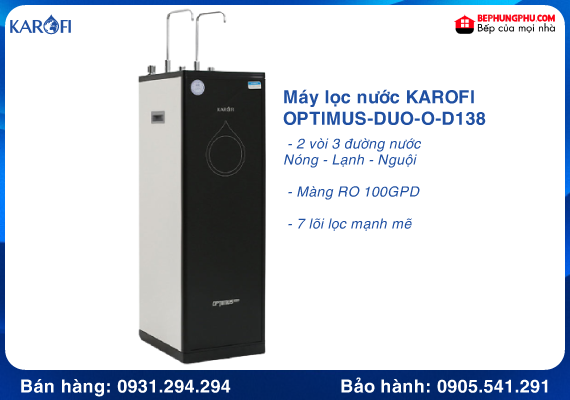 KAROFI
BEPHUNGPHU.COM
Bếp của mọi nhà
Máy lọc nước KAROFI
OPTIMUS-DUO-O-D138
- 2 vòi 3 đường nước
Nóng - Lạnh - Nguội
- Màng RO 100GPD
- 7 lõi lọc mạnh mẽ
KAROFI
OPTIMUS
Bán hàng: 0931.294.294
Bảo hành: 0905.541.291